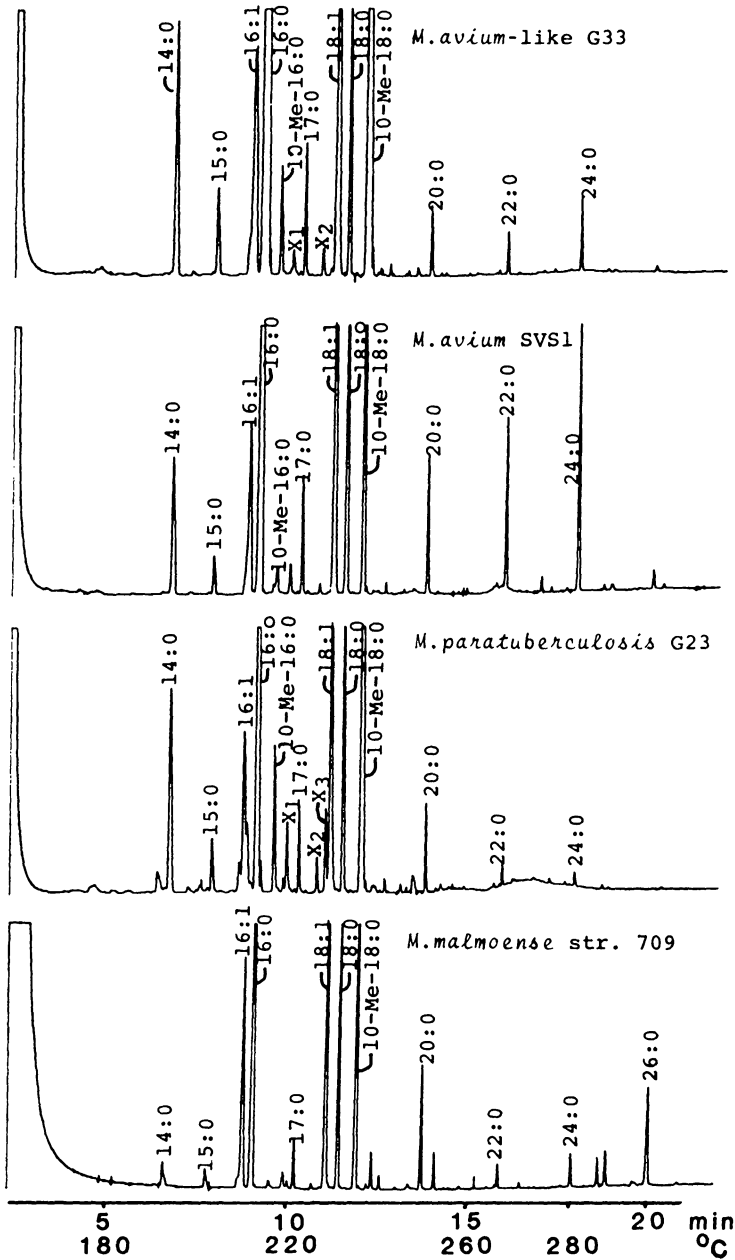 M.avium-like G33
14:0
15:0
16:1
16:0
10-Me-16:0
X1
17:0
X2
18:1
18:0
10-Me-18:0
20:0
22:0
24:0
M.avium SVS1
14:0
15:0
16:1
16:0
10-Me-16:0
17:0
18:1
18:0
10-Me-18:0
20:0
22:0
24:0
M.paratuberculosis G23
14:0
15:0
16:1
16:0
10-Me-16:0
X1
17:0
X2
X3
18:1
18:0
10-Me-18:0
20:0
22:0
24:0
M.malmoense str. 709
14:0
15:0
16:1
16:0
17:0
18:1
18:0
10-Me-18:0
20:0
22:0
24:0
26:0
5 10 15 20 min
180 220 260 280 °C